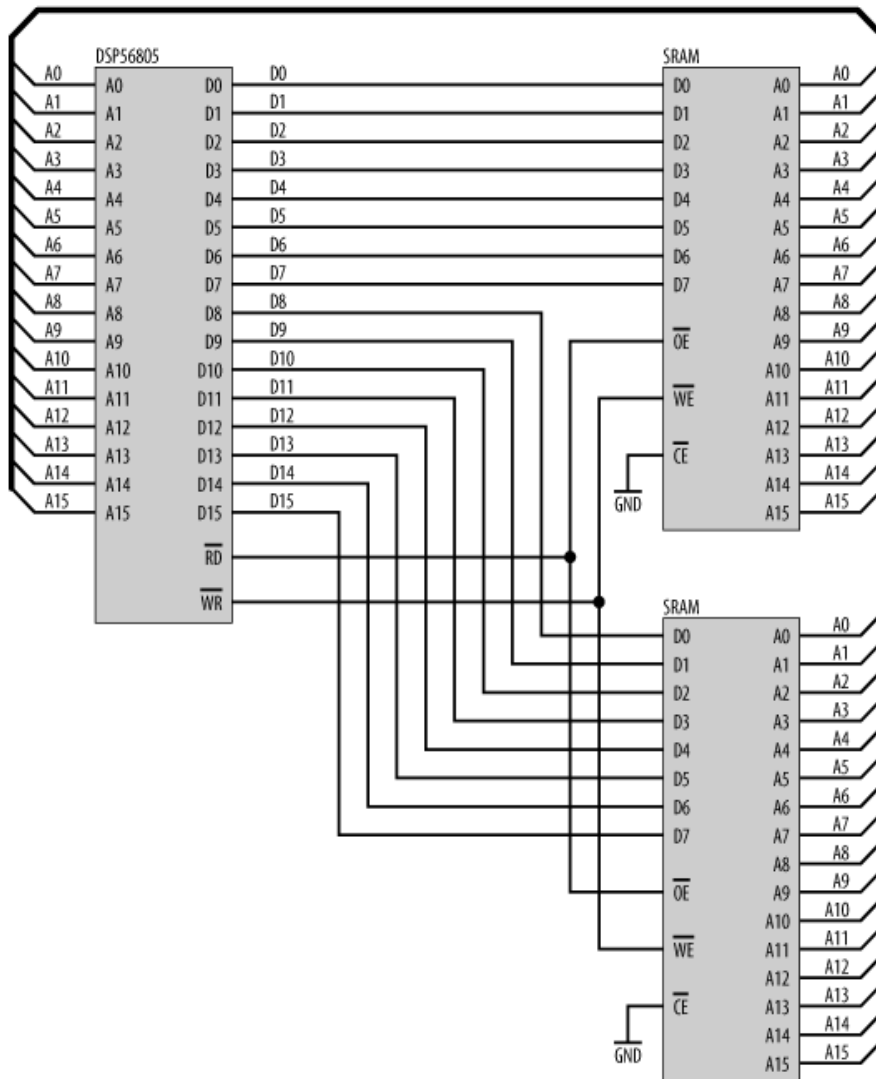 DSP56805
SRAM
A0 A0 D0 D0 D0 A0 A0
A1 A1 D1 D1 D1 A1 A1
A2 A2 D2 D2 D2 A2 A2
A3 A3 D3 D3 D3 A3 A3
A4 A4 D4 D4 D4 A4 A4
A5 A5 D5 D5 D5 A5 A5
A6 A6 D6 D6 D6 A6 A6
A7 A7 D7 D7 D7 A7 A7
A8 A8 D8 D8 A8 A8
A9 A9 D9 D9 OE A9 A9
A10 A10 D10 D10 A10 A10
A11 A11 D11 D11 WE A11 A11
A12 A12 D12 D12 A12 A12
A13 A13 D13 D13 CE A13 A13
A14 A14 D14 D14 GND A14 A14
A15 A15 D15 D15 A15 A15
RD
WR
SRAM
D0 A0 A0
D1 A1 A1
D2 A2 A2
D3 A3 A3
D4 A4 A4
D5 A5 A5
D6 A6 A6
D7 A7 A7
A8 A8
OE A9 A9
A10 A10
WE A11 A11
A12 A12
CE A13 A13
GND A14 A14
A15 A15